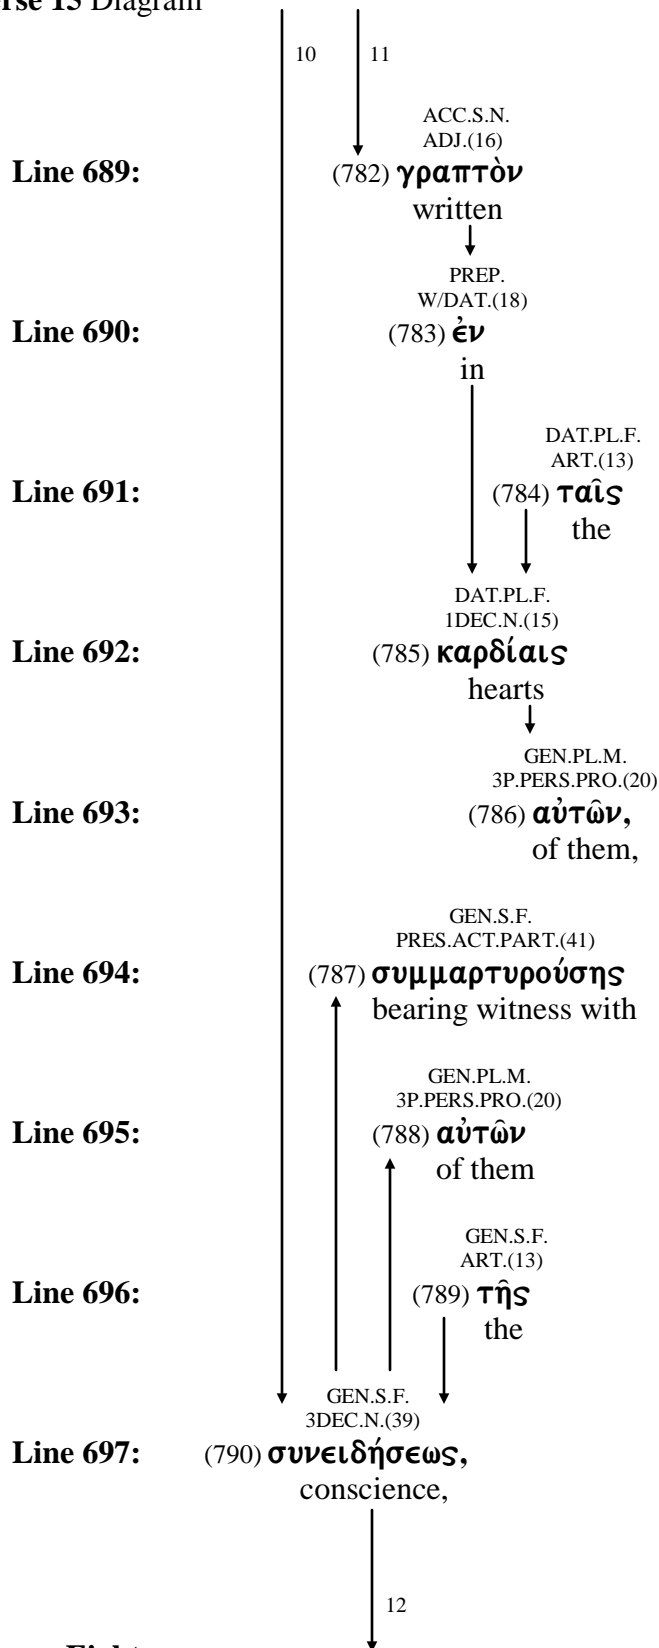 erse 15 Diagram
10
11
ACC.S.N.
ADJ.(16)
Line 689: (782) γραπτὸν
written
PREP.
W/DAT.(18)
Line 690: (783) ἐν
in
DAT.PL.F.
ART.(13)
Line 691: (784) ταῖς
the
DAT.PL.F.
1DEC.N.(15)
Line 692: (785) καρδίαις
hearts
GEN.PL.M.
3P.PERS.PRO.(20)
Line 693: (786) αὐτῶν,
of them,
GEN.S.F.
PRES.ACT.PART.(41)
Line 694: (787) συμμαρτυρούσης
bearing witness with
GEN.PL.M.
3P.PERS.PRO.(20)
Line 695: (788) αὐτῶν
of them
GEN.S.F.
ART.(13)
Line 696: (789) τῆς
the
GEN.S.F.
3DEC.N.(39)
Line 697: (790) συνειδήσεως,
conscience,
12